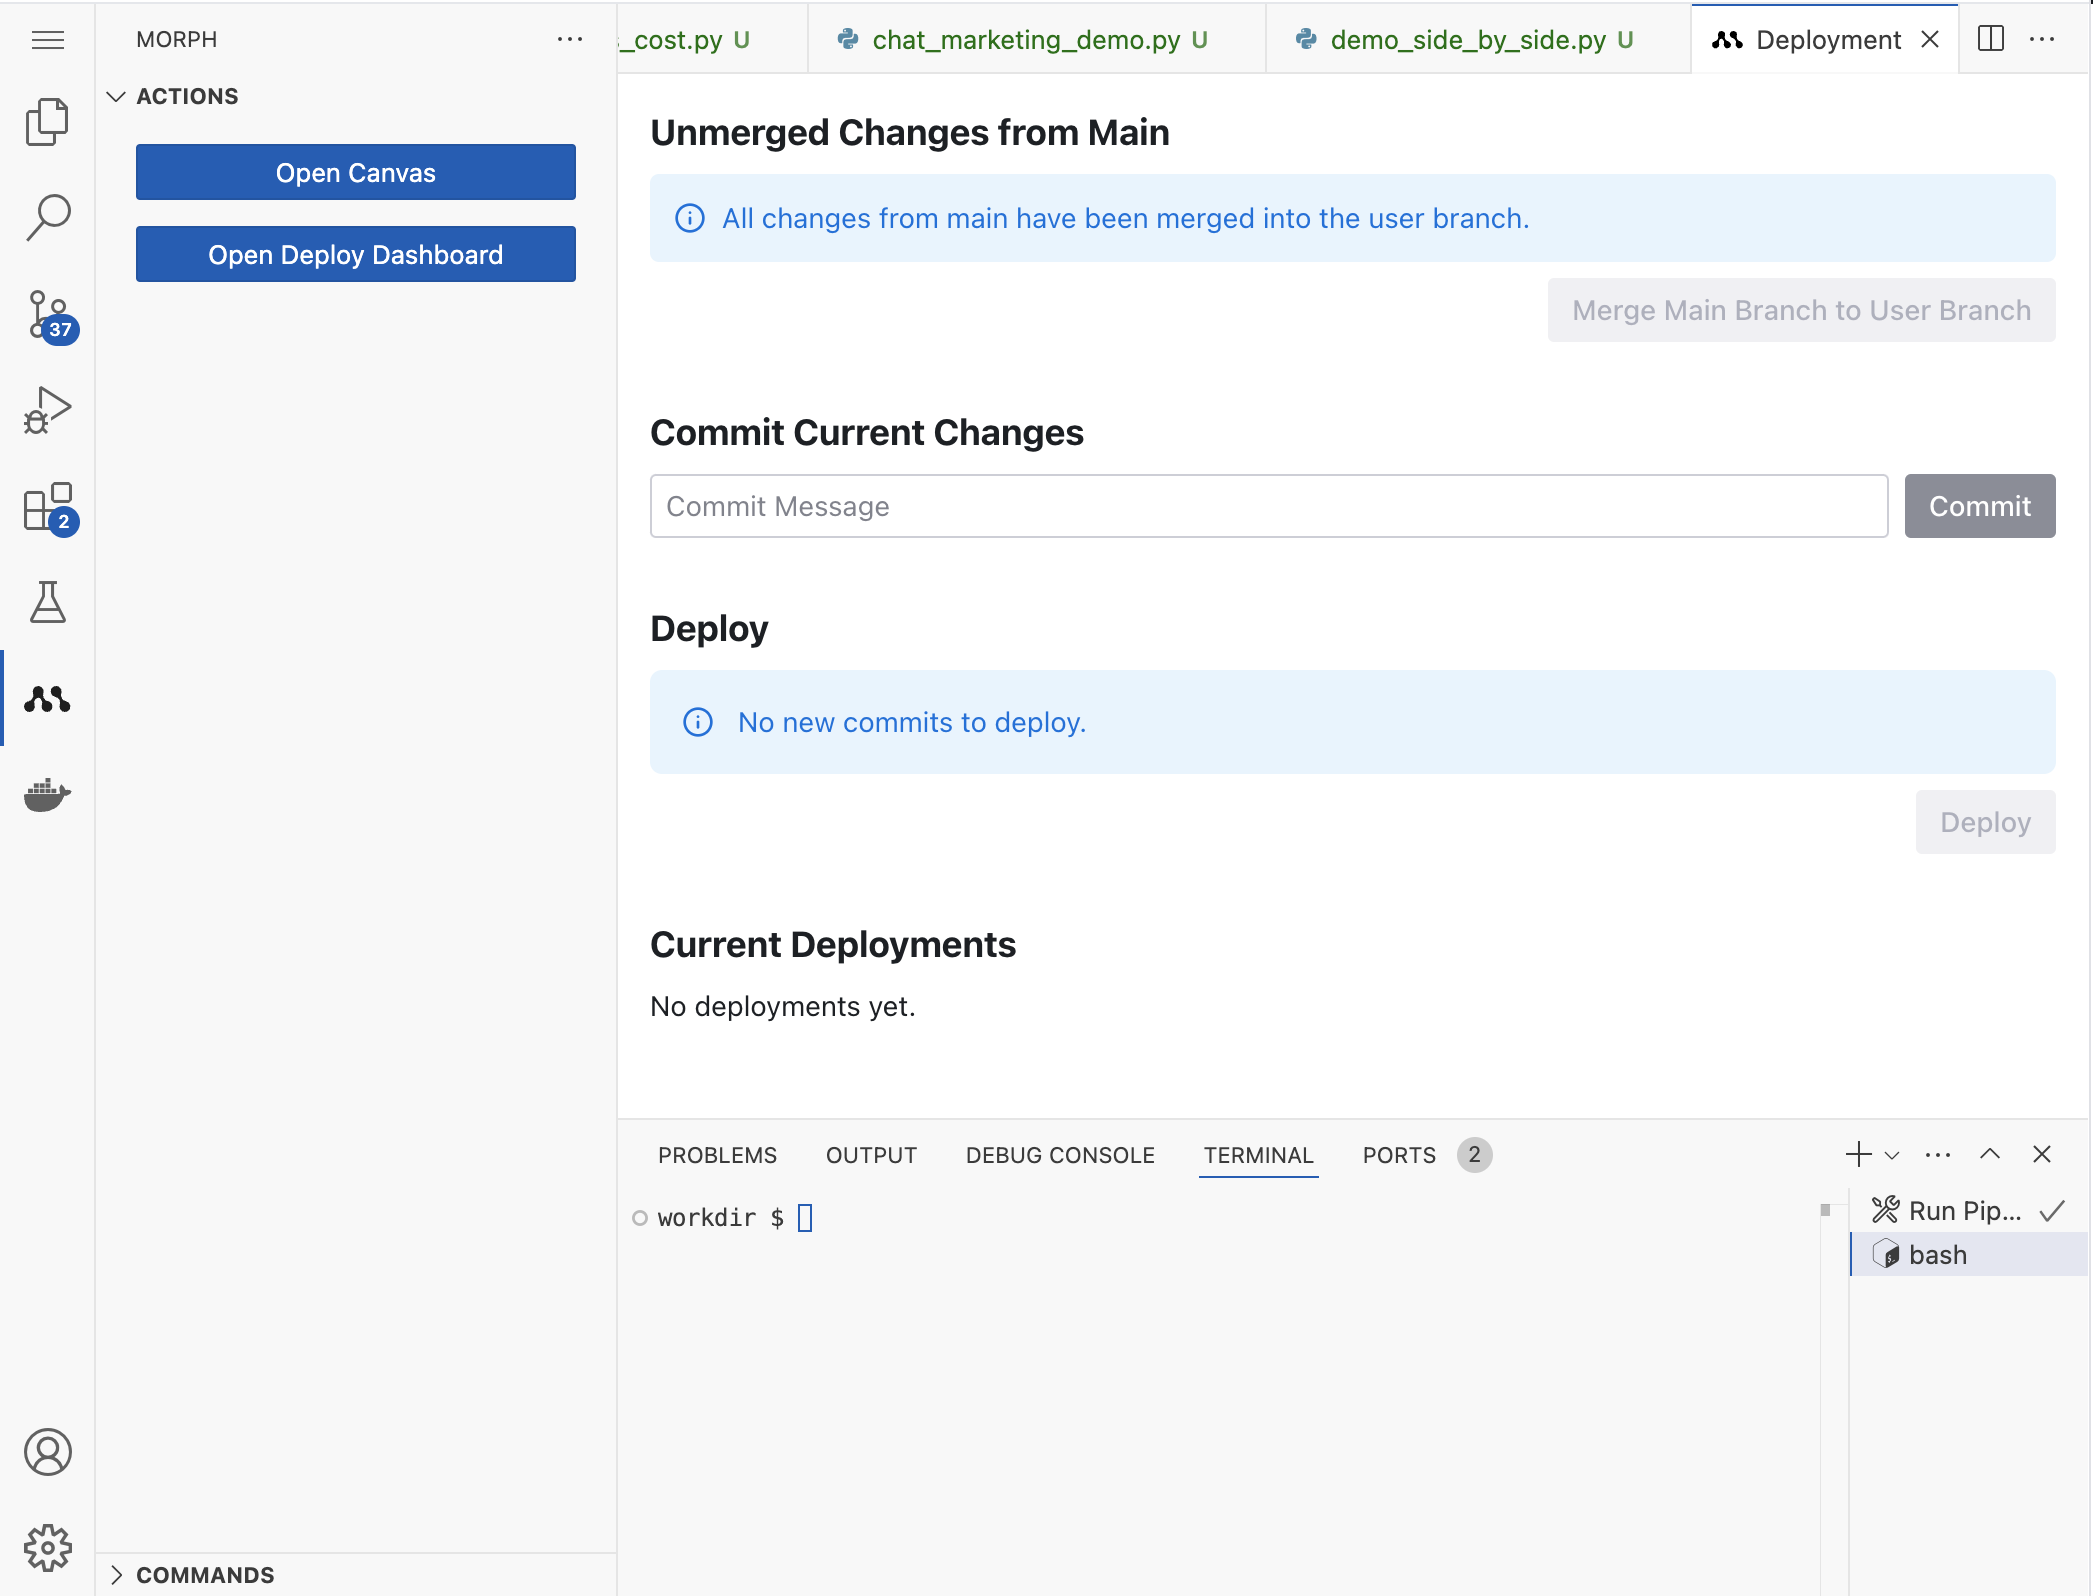 MORPH
ACTIONS
Open Canvas
Open Deploy Dashboard
37
2
COMMANDS
_cost.py U
chat_marketing_demo.py U
demo_side_by_side.py U
Deployment
Unmerged Changes from Main
All changes from main have been merged into the user branch.
Merge Main Branch to User Branch
Commit Current Changes
Commit Message
Commit
Deploy
No new commits to deploy.
Deploy
Current Deployments
No deployments yet.
PROBLEMS OUTPUT DEBUG CONSOLE TERMINAL PORTS 2
workdir $
Run Pip...
bash